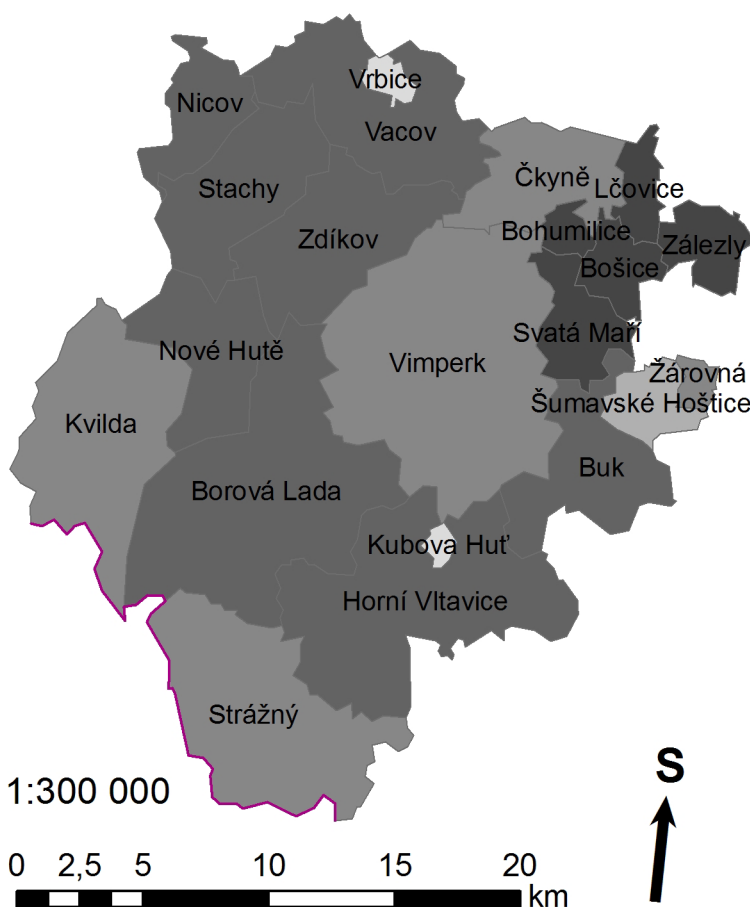 Vrbice
Nicov
Vacov
Čkyně
Lčovice
Stachy
Zdíkov
Bohumilice
Zálezly
Bošice
Svatá Maří
Nové Hutě
Vimperk
Žárovná
Šumavské Hoštice
Kvilda
Buk
Borová Lada
Kubova Huť
Horní Vltavice
Strážný
1:300 000
S
0 2,5 5 10 15 20
km